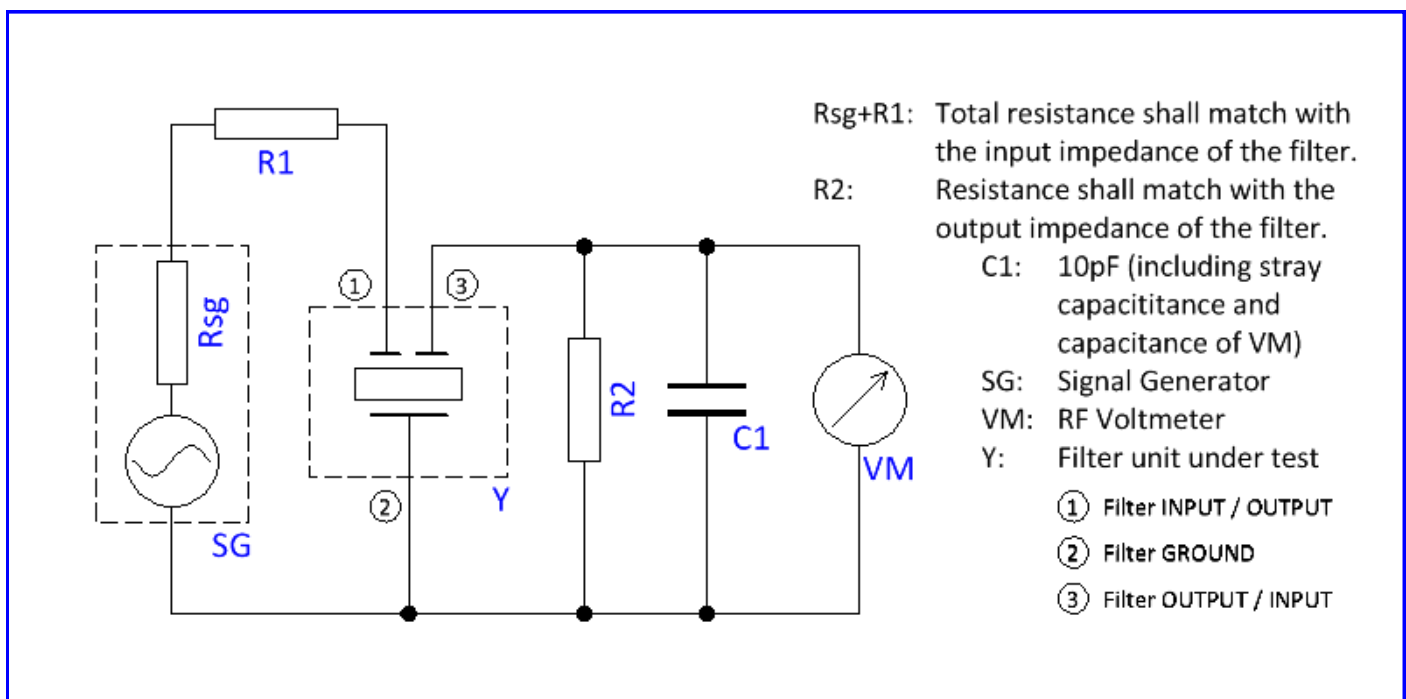 R1
Rsg
SG
①
③
②
Y
R2
C1
VM
Rsg+R1: Total resistance shall match with
the input impedance of the filter.
R2: Resistance shall match with the
output impedance of the filter.
C1: 10pF (including stray
capacititance and
capacitance of VM)
SG: Signal Generator
VM: RF Voltmeter
Y: Filter unit under test
① Filter INPUT / OUTPUT
② Filter GROUND
③ Filter OUTPUT / INPUT